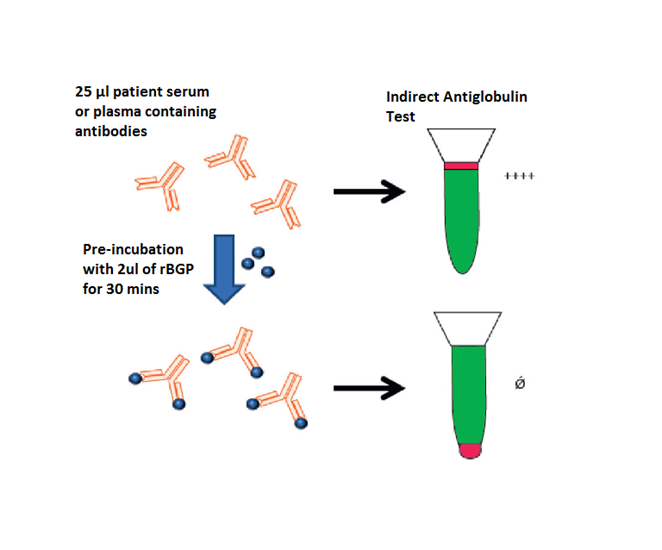 25 µl patient serum
or plasma containing
antibodies
Indirect Antiglobulin
Test
++++
Pre-incubation
with 2ul of rBGP
for 30 mins
Ǿ